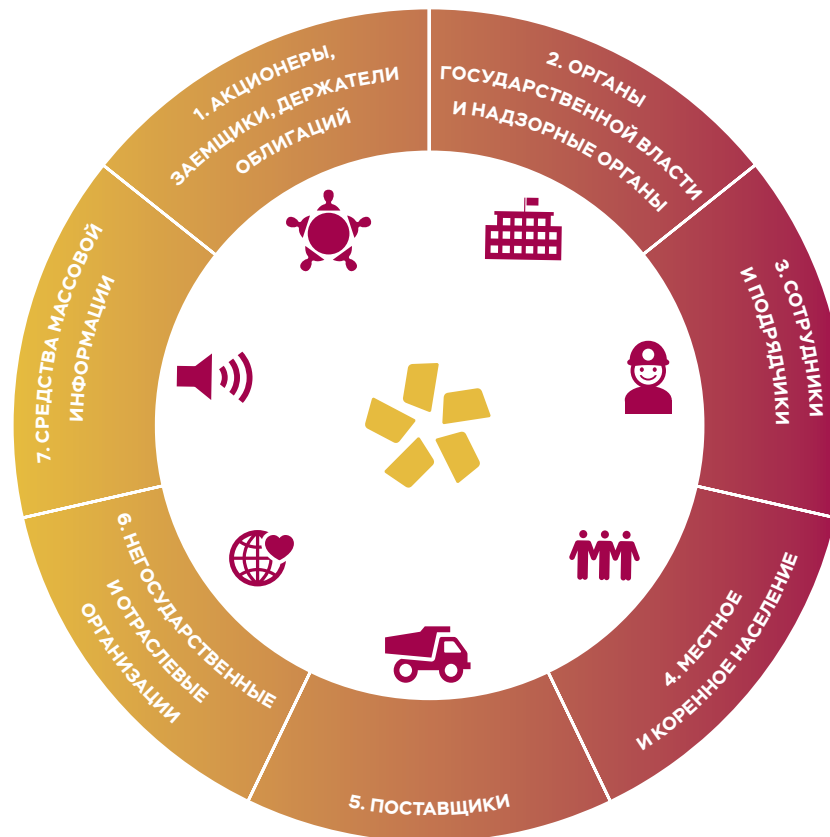 1. АКЦИОНЕРЫ,
ЗАЕМЩИКИ, ДЕРЖАТЕЛИ
ОБЛИГАЦИЙ
2. ОРГАНЫ
ГОСУДАРСТВЕННОЙ ВЛАСТИ
И НАДЗОРНЫЕ ОРГАНЫ
3. СОТРУДНИКИ
И ПОДРЯДЧИКИ
4. МЕСТНОЕ
И КОРЕННОЕ НАСЕЛЕНИЕ
5. ПОСТАВЩИКИ
6. НЕГОСУДАРСТВЕННЫЕ
И ОТРАСЛЕВЫЕ
ОРГАНИЗАЦИИ
7. СРЕДСТВА МАССОВОЙ
ИНФОРМАЦИИ